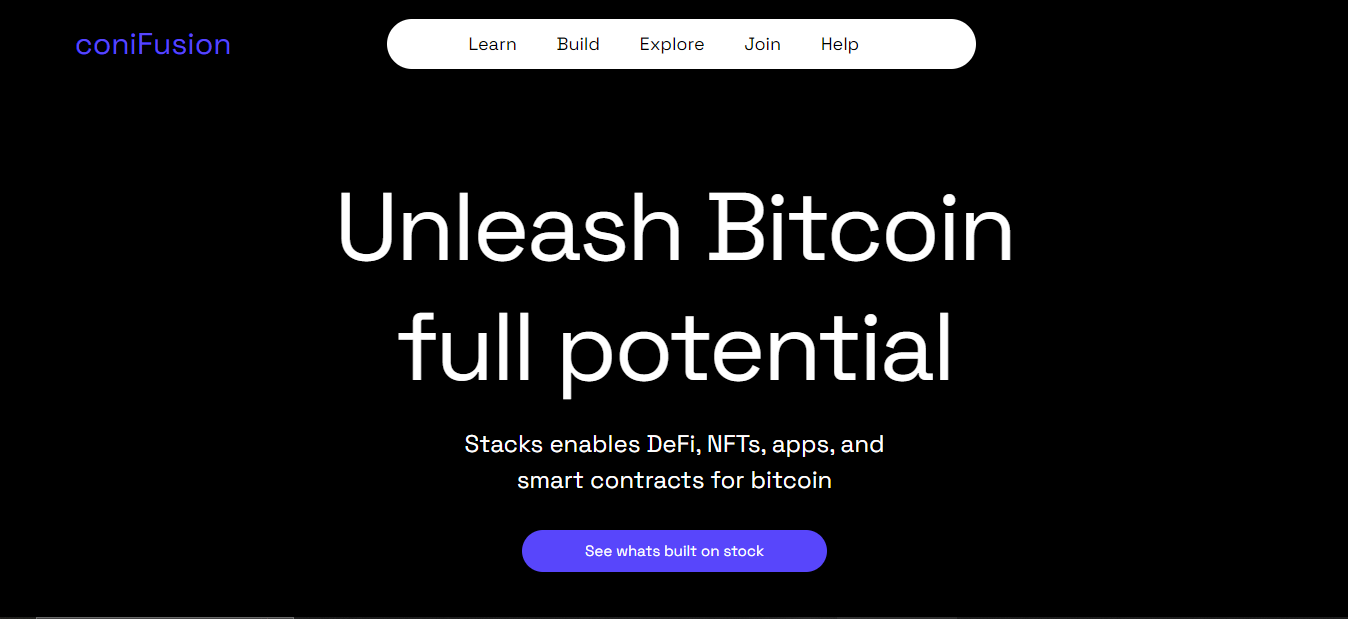 coniFusion
Learn Build Explore Join Help
Unleash Bitcoin
full potential
Stacks enables DeFi, NFTs, apps, and
smart contracts for bitcoin
See whats built on stock